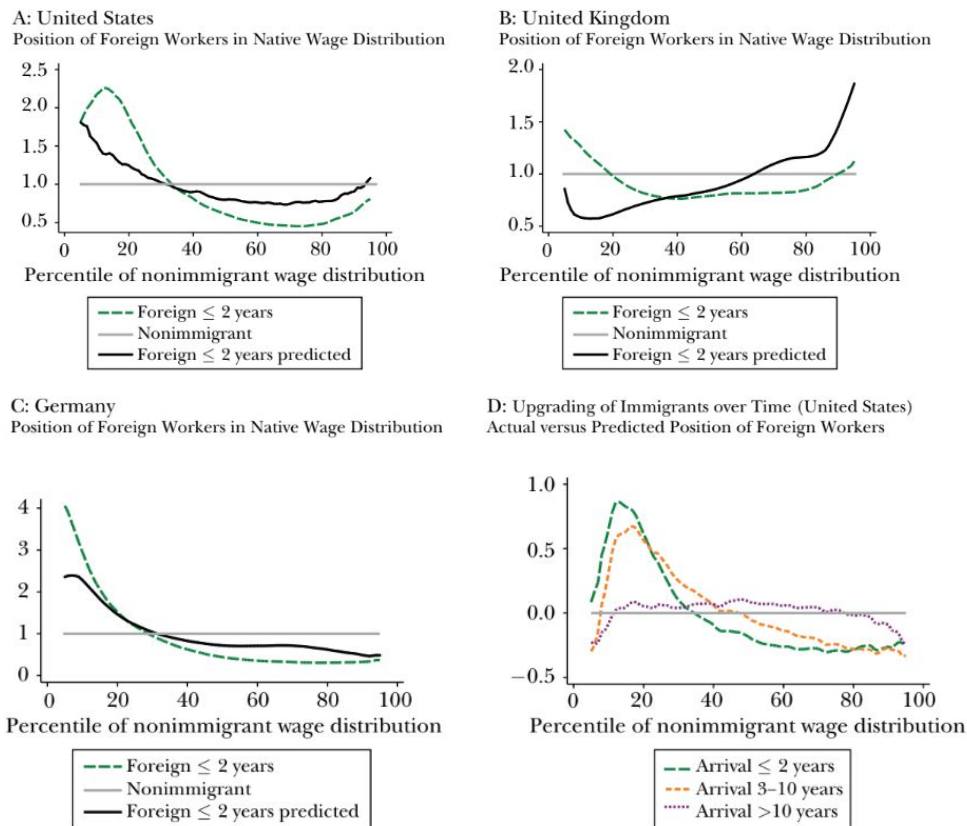 A: United States
Position of Foreign Workers in Native Wage Distribution
2.5
2.0
1.5
1.0
0.5
0 20 40 60 80 100
Percentile of nonimmigrant wage distribution
Foreign ≤ 2 years
Nonimmigrant
Foreign ≤ 2 years predicted
B: United Kingdom
Position of Foreign Workers in Native Wage Distribution
2.0
1.5
1.0
0.5
0 20 40 60 80 100
Percentile of nonimmigrant wage distribution
Foreign ≤ 2 years
Nonimmigrant
Foreign ≤ 2 years predicted
C: Germany
Position of Foreign Workers in Native Wage Distribution
4
3
2
1
0
0 20 40 60 80 100
Percentile of nonimmigrant wage distribution
Foreign ≤ 2 years
Nonimmigrant
Foreign ≤ 2 years predicted
D: Upgrading of Immigrants over Time (United States)
Actual versus Predicted Position of Foreign Workers
1.0
0.5
0.0
−0.5
0 20 40 60 80 100
Percentile of nonimmigrant wage distribution
Arrival ≤ 2 years
Arrival 3–10 years
Arrival >10 years